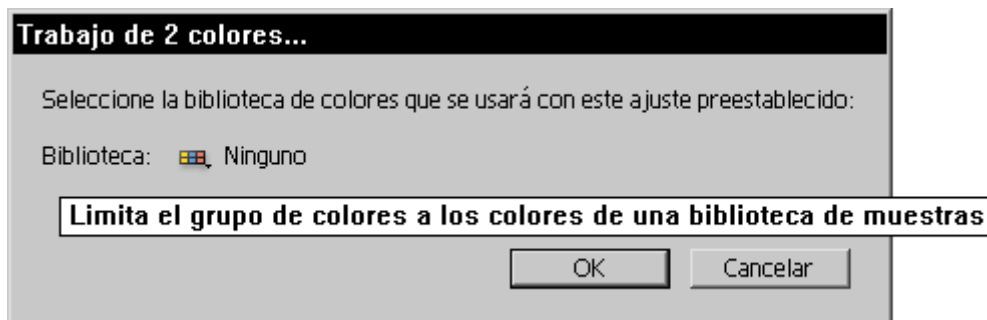 Trabajo de 2 colores...
Seleccione la biblioteca de colores que se usará con este ajuste preestablecido:
Biblioteca: Ninguno
Limita el grupo de colores a los colores de una biblioteca de muestras
OK Cancelar